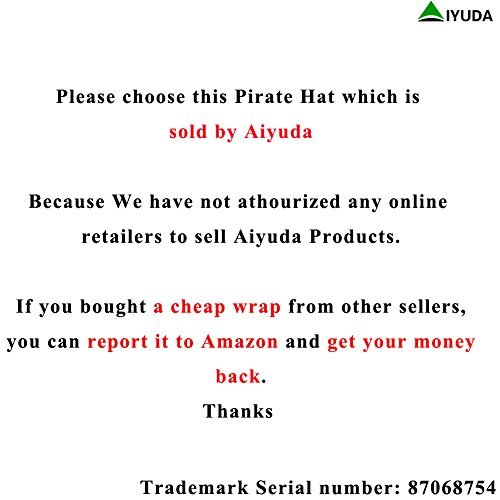 AIYUDA
Please choose this Pirate Hat which is
sold by Aiyuda
Because We have not athourized any online
retailers to sell Aiyuda Products.
If you bought a cheap wrap from other sellers,
you can report it to Amazon and get your money
back.
Thanks
Trademark Serial number: 87068754